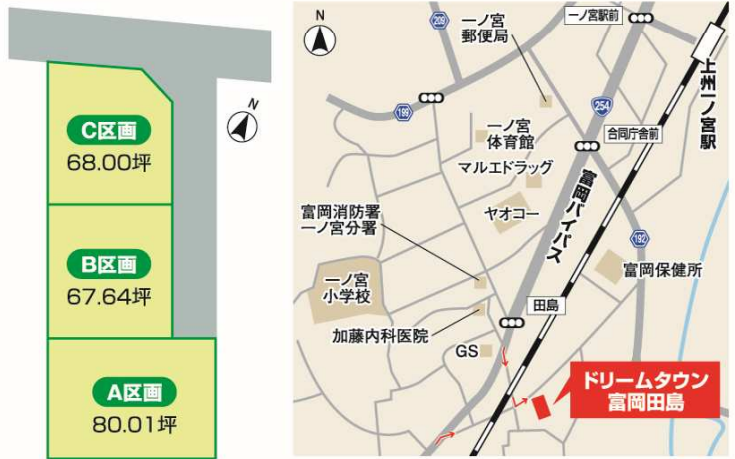 C区画
68.00坪
B区画
67.64坪
A区画
80.01坪
N
N
209
一ノ宮
郵便局
一ノ宮駅前
上州一ノ宮駅
199
254
一ノ宮
体育館
合同庁舎前
マルエドラッグ
富岡バイパス
ヤオコー
富岡消防署
一ノ宮分署
192
富岡保健所
一ノ宮
小学校
田島
加藤内科医院
GS
ドリームタウン
富岡田島